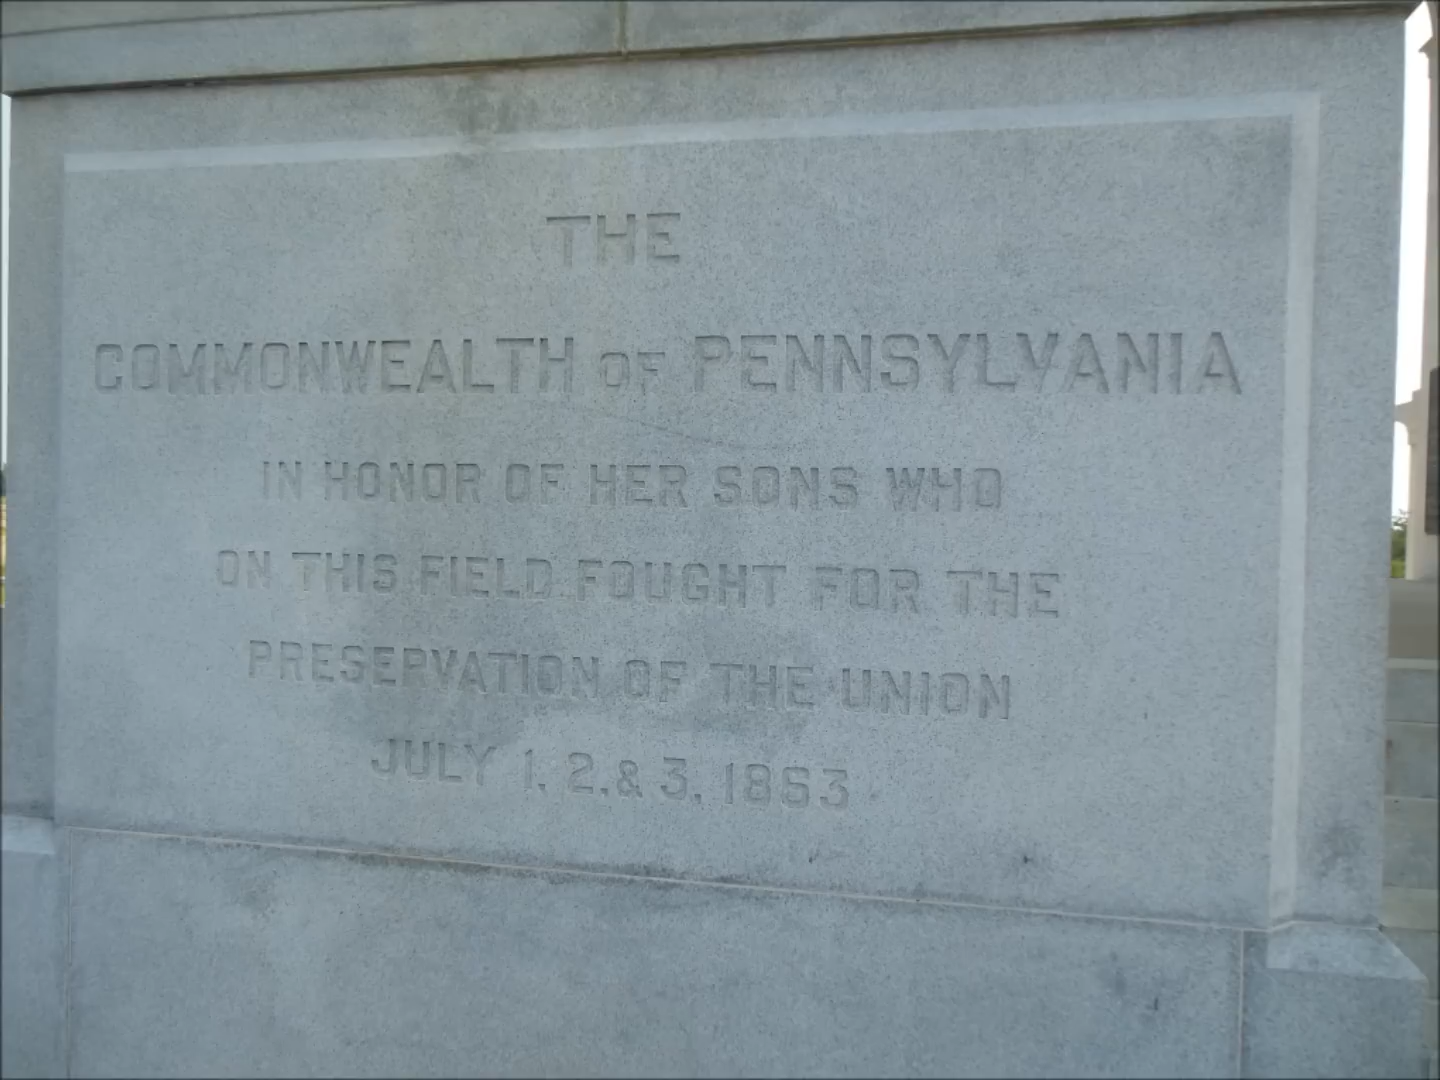 THE
COMMONWEALTH OF PENNSYLVANIA
IN HONOR OF HER SONS WHO
ON THIS FIELD FOUGHT FOR THE
PRESERVATION OF THE UNION
JULY 1, 2, & 3, 1863